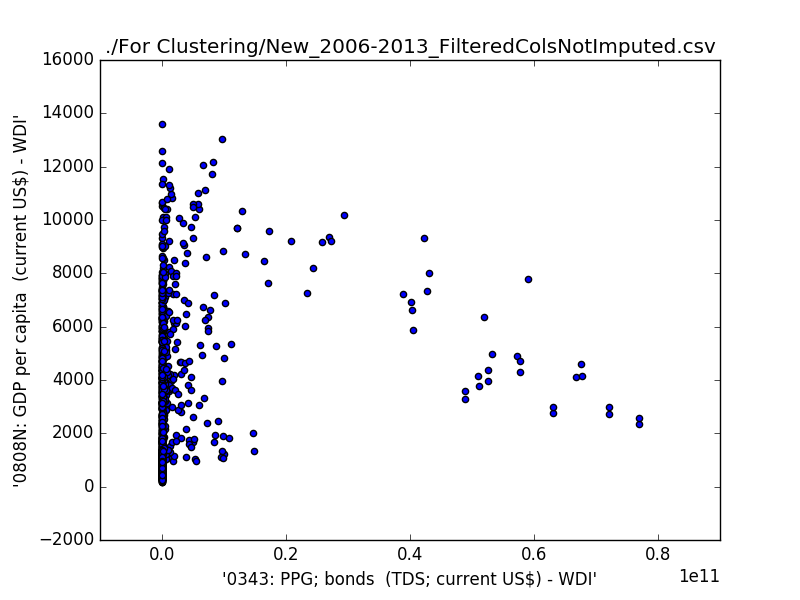 ./For Clustering/New_2006-2013_FilteredColsNotImputed.csv
16000
14000
12000
10000
8000
6000
4000
2000
0
−2000
'0808N: GDP per capita  (current US$) - WDI'
0.0 0.2 0.4 0.6 0.8
1e11
'0343: PPG; bonds  (TDS; current US$) - WDI'